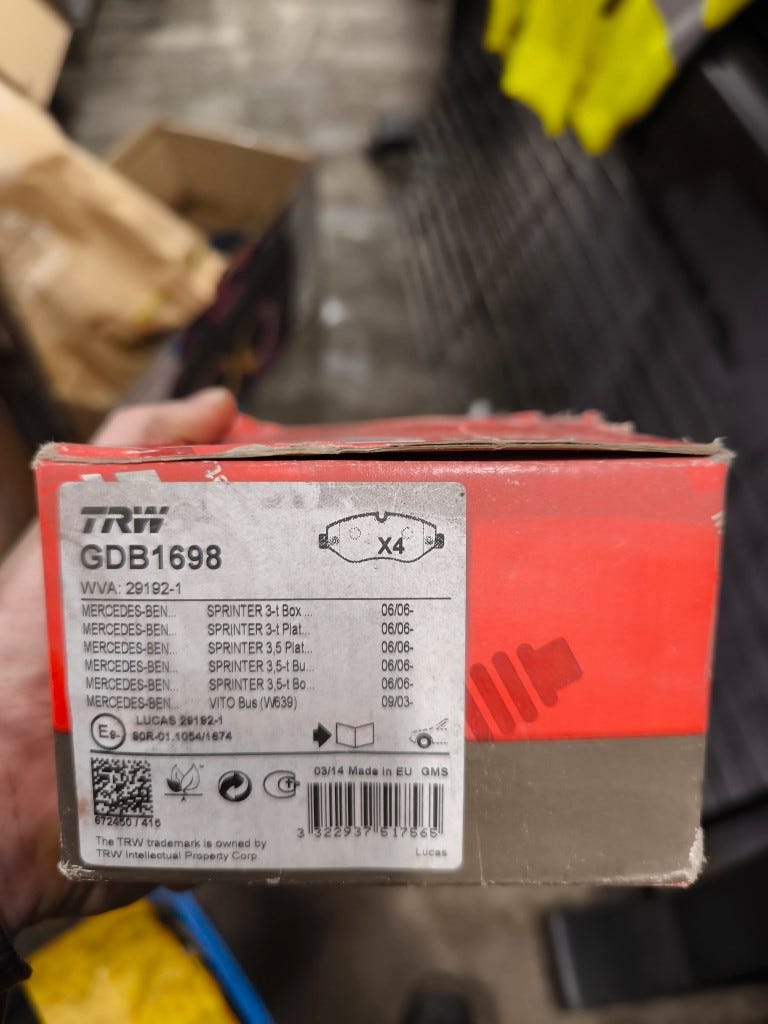 TRW
GDB1698
X4
WVA: 29192-1
MERCEDES-BEN... SPRINTER 3-t Box ... 06/06-
MERCEDES-BEN... SPRINTER 3-t Plat... 06/06-
MERCEDES-BEN... SPRINTER 3,5 Plat... 06/06-
MERCEDES-BEN... SPRINTER 3,5-t Bu... 06/06-
MERCEDES-BEN... SPRINTER 3,5-t Bo... 06/06-
MERCEDES-BEN... VITO Bus (W639) 09/03-
LUCAS 29192-1
90R-01.1054/1674
03/14 Made in EU GMS
672450 / 415
3 322937 517565
The TRW trademark is owned by
TRW Intellectual Property Corp.
Lucas